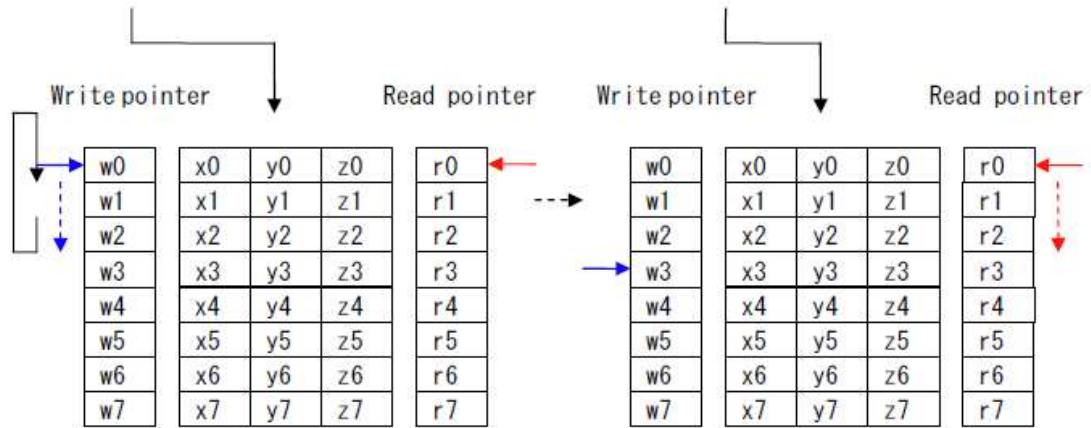 Write pointer Read pointer Write pointer Read pointer
w0 x0 y0 z0 r0 w0 x0 y0 z0 r0
w1 x1 y1 z1 r1 w1 x1 y1 z1 r1
w2 x2 y2 z2 r2 w2 x2 y2 z2 r2
w3 x3 y3 z3 r3 w3 x3 y3 z3 r3
w4 x4 y4 z4 r4 w4 x4 y4 z4 r4
w5 x5 y5 z5 r5 w5 x5 y5 z5 r5
w6 x6 y6 z6 r6 w6 x6 y6 z6 r6
w7 x7 y7 z7 r7 w7 x7 y7 z7 r7